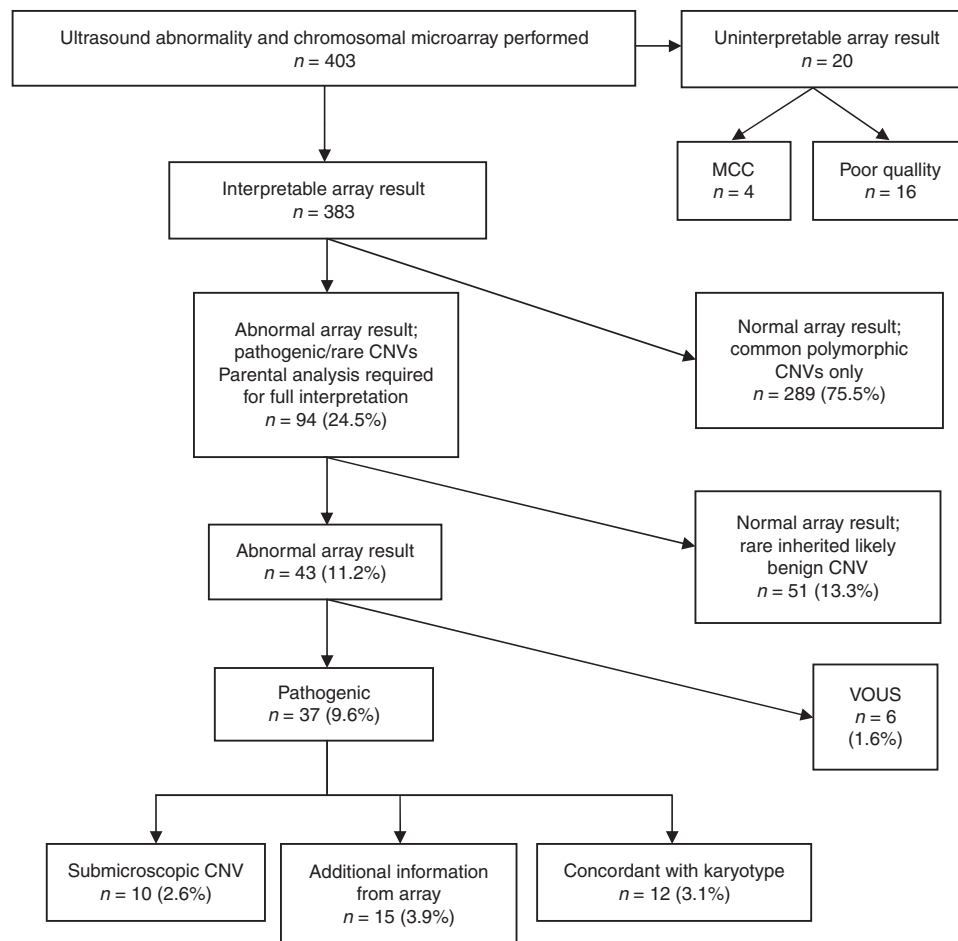 Ultrasound abnormality and chromosomal microarray performed
n = 403
Uninterpretable array result
n = 20
MCC
n = 4
Poor quallity
n = 16
Interpretable array result
n = 383
Abnormal array result;
pathogenic/rare CNVs
Parental analysis required
for full interpretation
n = 94 (24.5%)
Normal array result;
common polymorphic
CNVs only
n = 289 (75.5%)
Abnormal array result
n = 43 (11.2%)
Normal array result;
rare inherited likely
benign CNV
n = 51 (13.3%)
Pathogenic
n = 37 (9.6%)
VOUS
n = 6
(1.6%)
Submicroscopic CNV
n = 10 (2.6%)
Additional information
from array
n = 15 (3.9%)
Concordant with karyotype
n = 12 (3.1%)